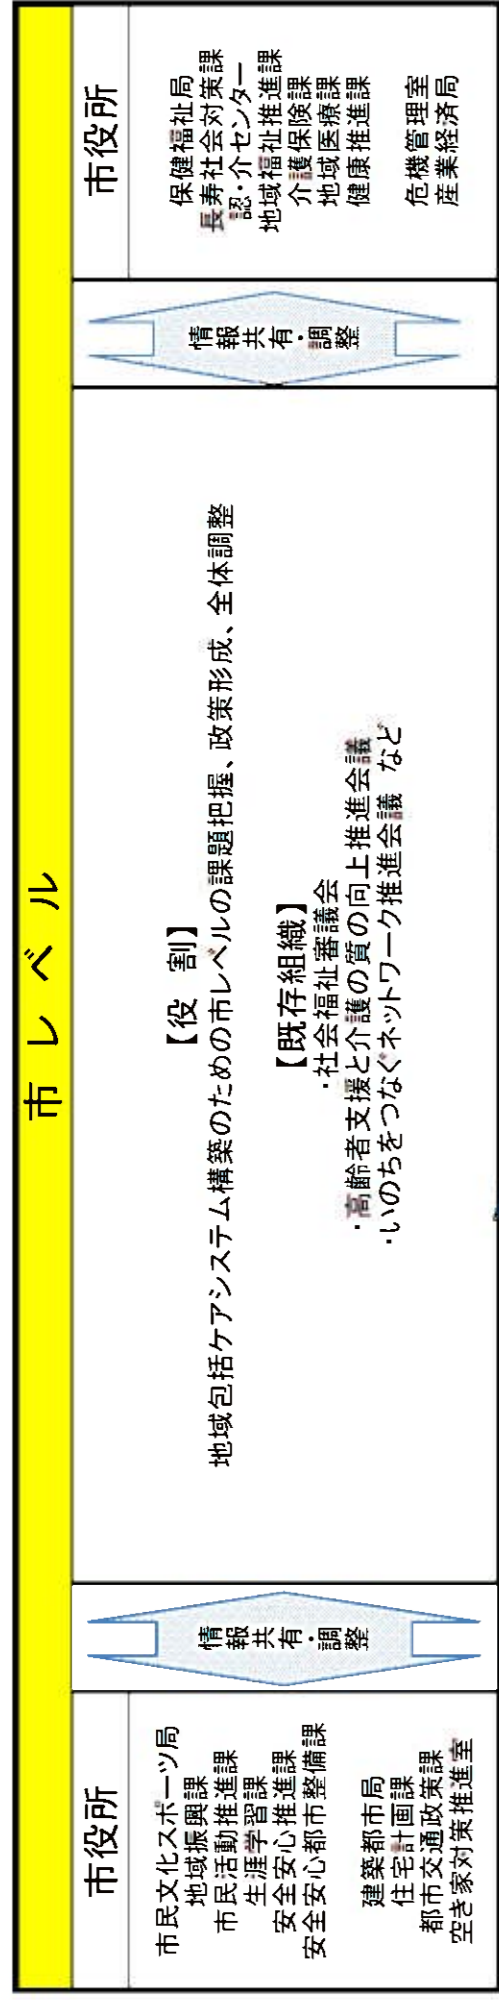 市 レ ベ ル
市役所
市民文化スポーツ局
地域振興課
市民活動推進課
生涯学習課
安全安心推進課
安全安心都市整備課
建築都市局
住宅計画課
都市交通政策課
空き家対策推進室
情報共有・調整
【役 割】
地域包括ケアシステム構築のための市レベルの課題把握、政策形成、全体調整
【既存組織】
・社会福祉審議会
・高齢者支援と介護の質の向上推進会議
・いのちをつなぐネットワーク推進会議 など
情報共有・調整
市役所
保健福祉局
長寿社会対策課
認・介センター
地域福祉推進課
介護保険課
地域医療課
健康推進課
危機管理室
産業経済局